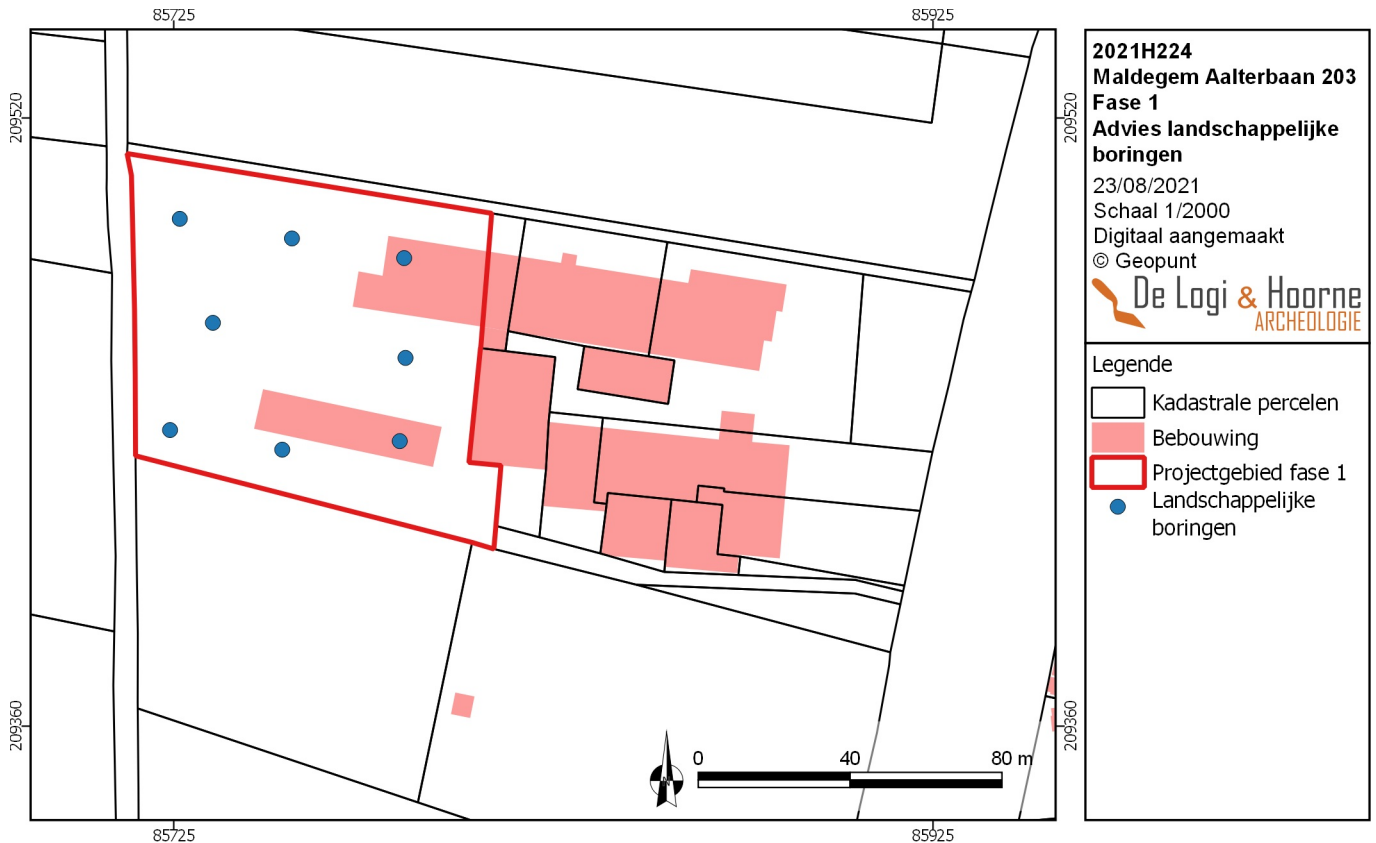 85725
85925
209520
209520
2021H224
Maldegem Aalterbaan 203
Fase 1
Advies landschappelijke
boringen
23/08/2021
Schaal 1/2000
Digitaal aangemaakt
© Geopunt
De Logi & Hoorne
ARCHEOLOGIE
Legende
Kadastrale percelen
Bebouwing
Projectgebied fase 1
Landschappelijke
boringen
209360
209360
N
0 40 80 m
85725
85925